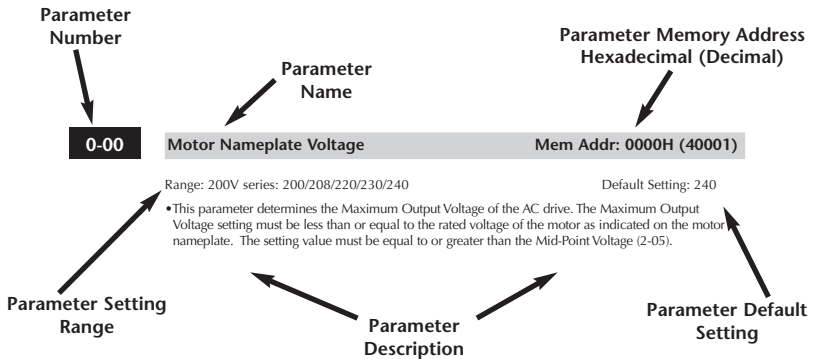 Parameter
Number
Parameter
Name
Parameter Memory Address
Hexadecimal (Decimal)
0-00
Motor Nameplate Voltage
Mem Addr: 0000H (40001)
Range: 200V series: 200/208/220/230/240
Default Setting: 240
•This parameter determines the Maximum Output Voltage of the AC drive. The Maximum Output
Voltage setting must be less than or equal to the rated voltage of the motor as indicated on the motor
nameplate. The setting value must be equal to or greater than the Mid-Point Voltage (2-05).
Parameter Setting
Range
Parameter
Description
Parameter Default
Setting